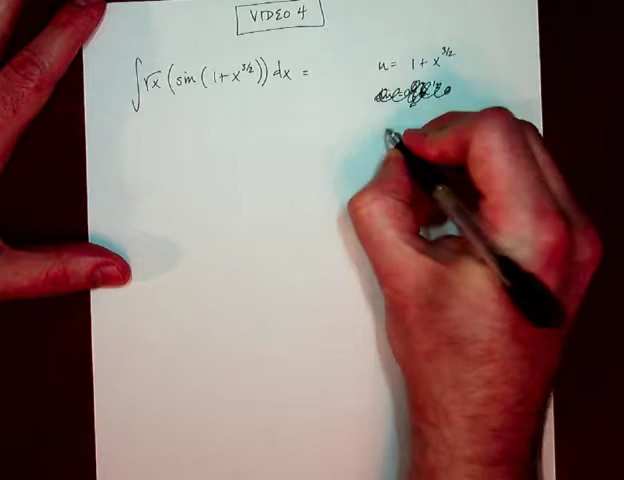 VIDEO 4
∫√x (sin (1+x^{3/2})) dx =
u = 1 + x^{3/2}